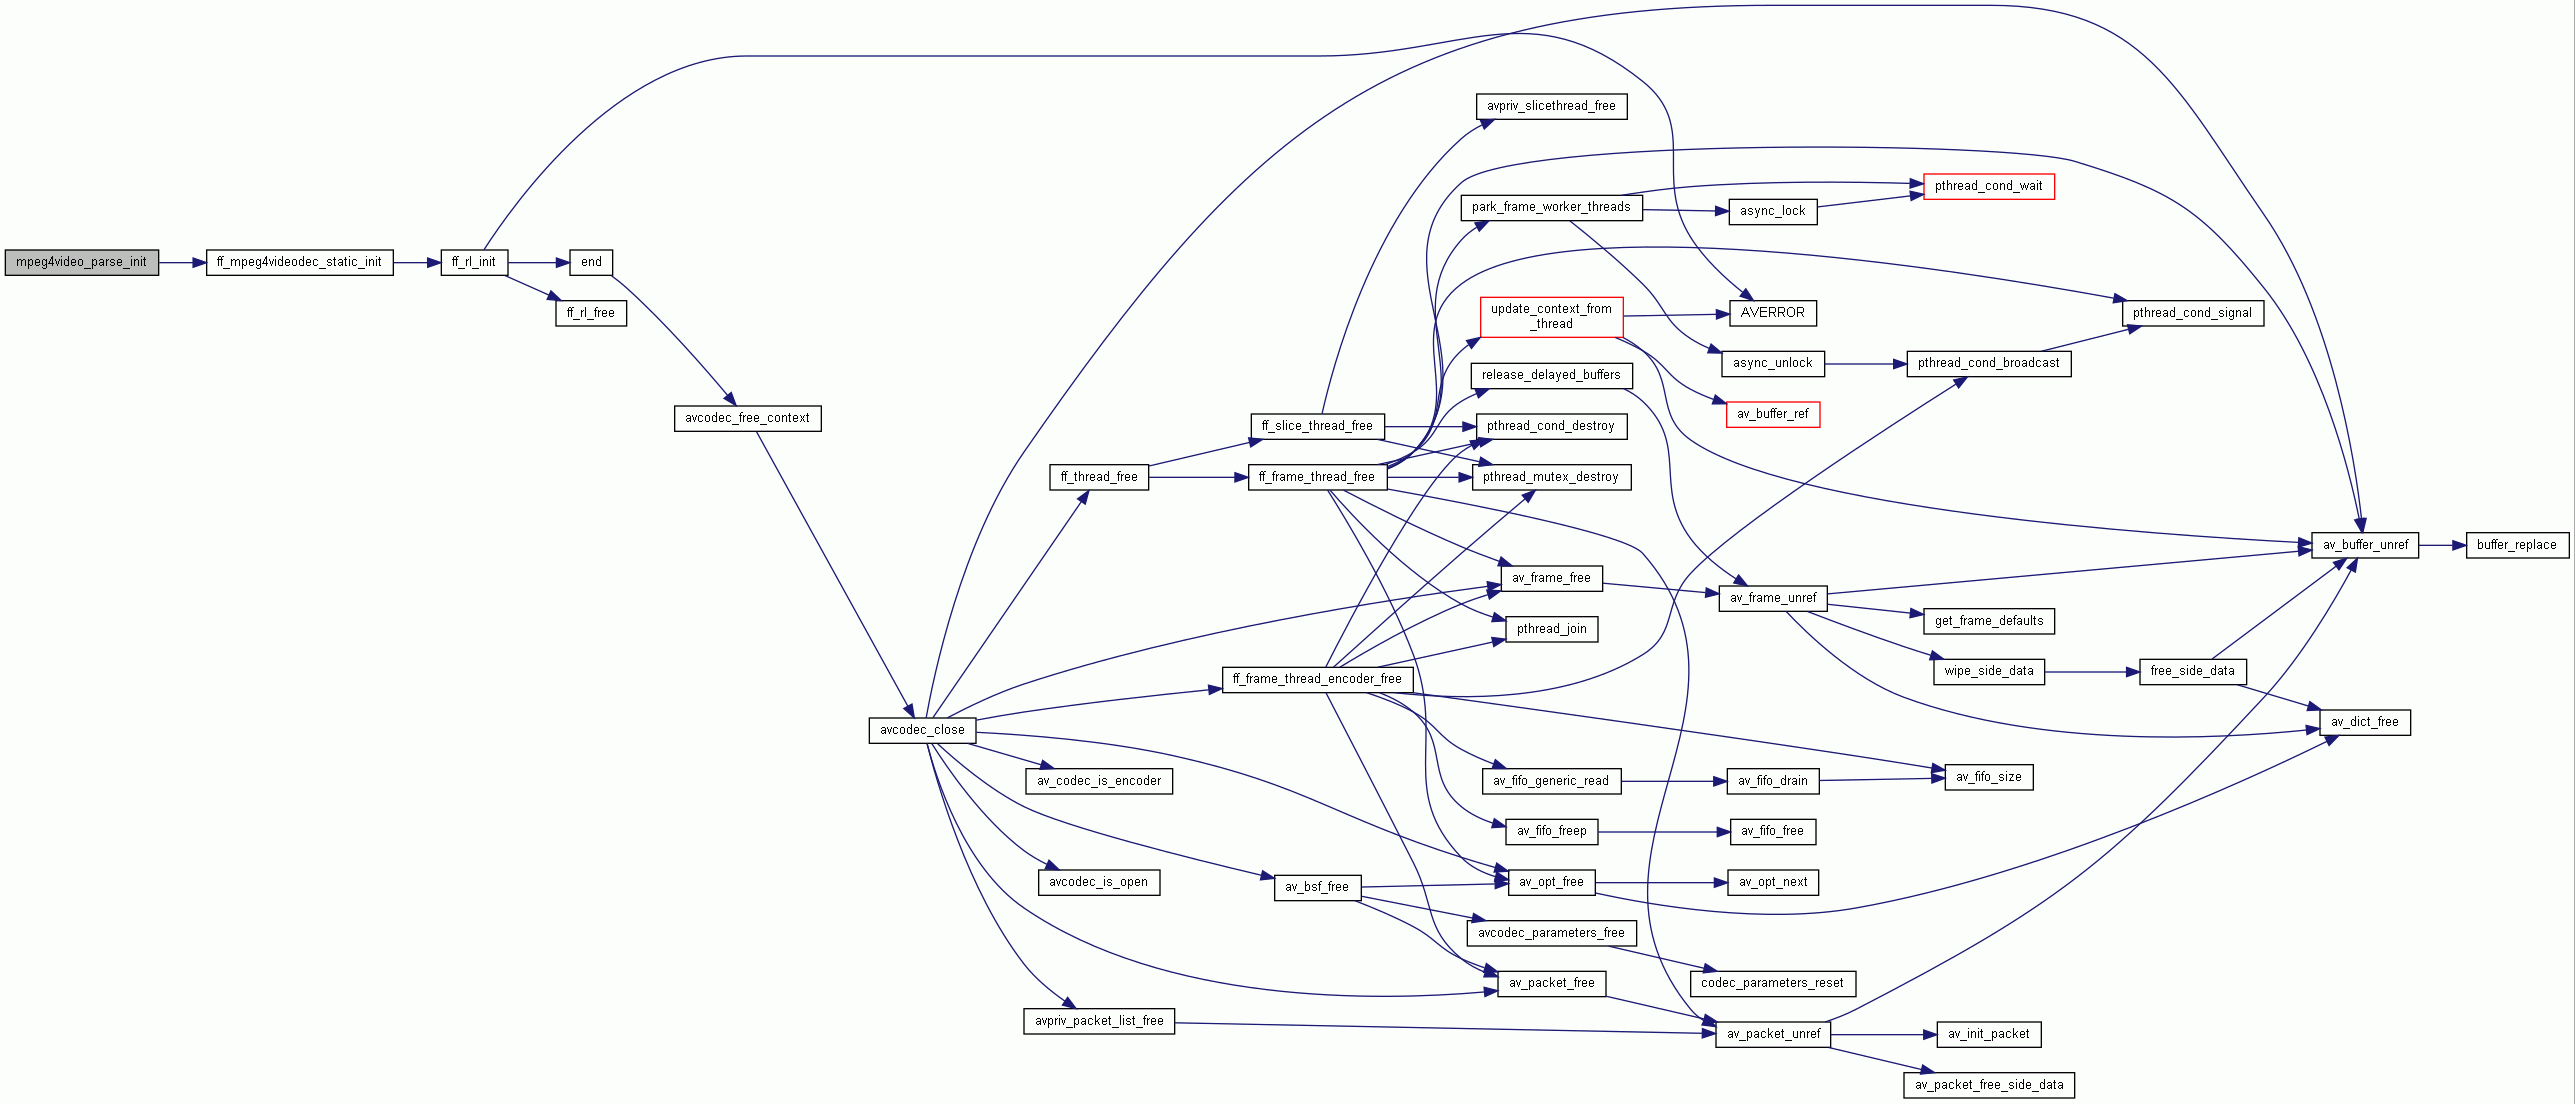 mpeg4video_parse_init
ff_mpeg4videodec_static_init
ff_rl_init
end
ff_rl_free
avcodec_free_context
avcodec_close
ff_thread_free
av_codec_is_encoder
avcodec_is_open
avpriv_packet_list_free
ff_slice_thread_free
ff_frame_thread_free
ff_frame_thread_encoder_free
av_bsf_free
avpriv_slicethread_free
park_frame_worker_threads
update_context_from
_thread
release_delayed_buffers
pthread_cond_destroy
pthread_mutex_destroy
av_frame_free
pthread_join
av_fifo_generic_read
av_fifo_freep
av_opt_free
avcodec_parameters_free
av_packet_free
async_lock
AVERROR
async_unlock
av_buffer_ref
av_frame_unref
av_fifo_drain
av_fifo_free
av_opt_next
codec_parameters_reset
av_packet_unref
pthread_cond_wait
pthread_cond_broadcast
get_frame_defaults
wipe_side_data
av_fifo_size
av_init_packet
av_packet_free_side_data
pthread_cond_signal
free_side_data
av_buffer_unref
av_dict_free
buffer_replace